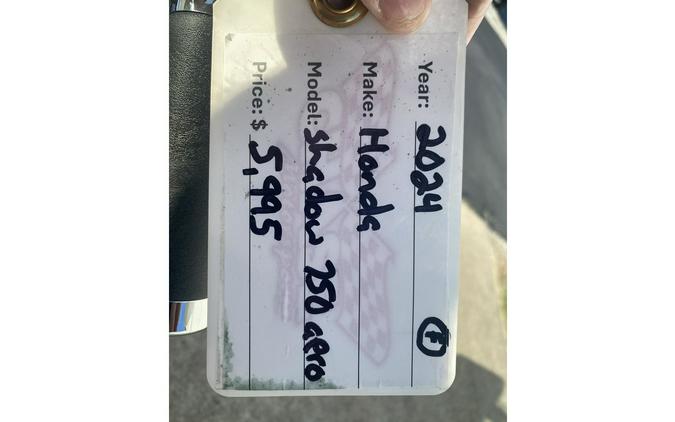 Year: 2024
Make: Honda
Model: Shadow 750 aero
Price: $ 5,995
F